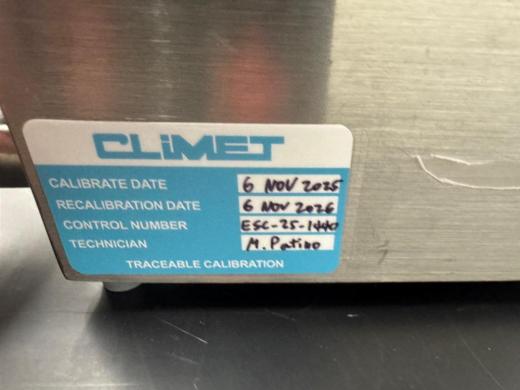 CLiMET
CALIBRATE DATE 6 NOV 2025
RECALIBRATION DATE 6 NOV 2026
CONTROL NUMBER ESC-25-1440
TECHNICIAN M. Patino
TRACEABLE CALIBRATION